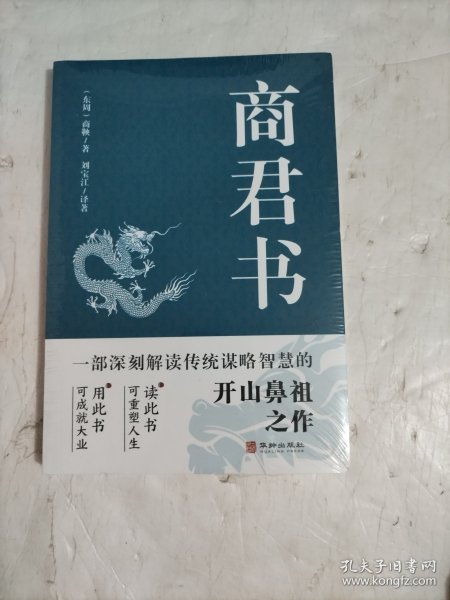 商君书
（东周）商鞅／著　刘宝江／译著
一部深刻解读传统谋略智慧的
开山鼻祖
之作
读此书
可重塑人生
用此书
可成就大业
华龄出版社
HUALING PRESS
孔夫子旧书网
www.kongfz.com